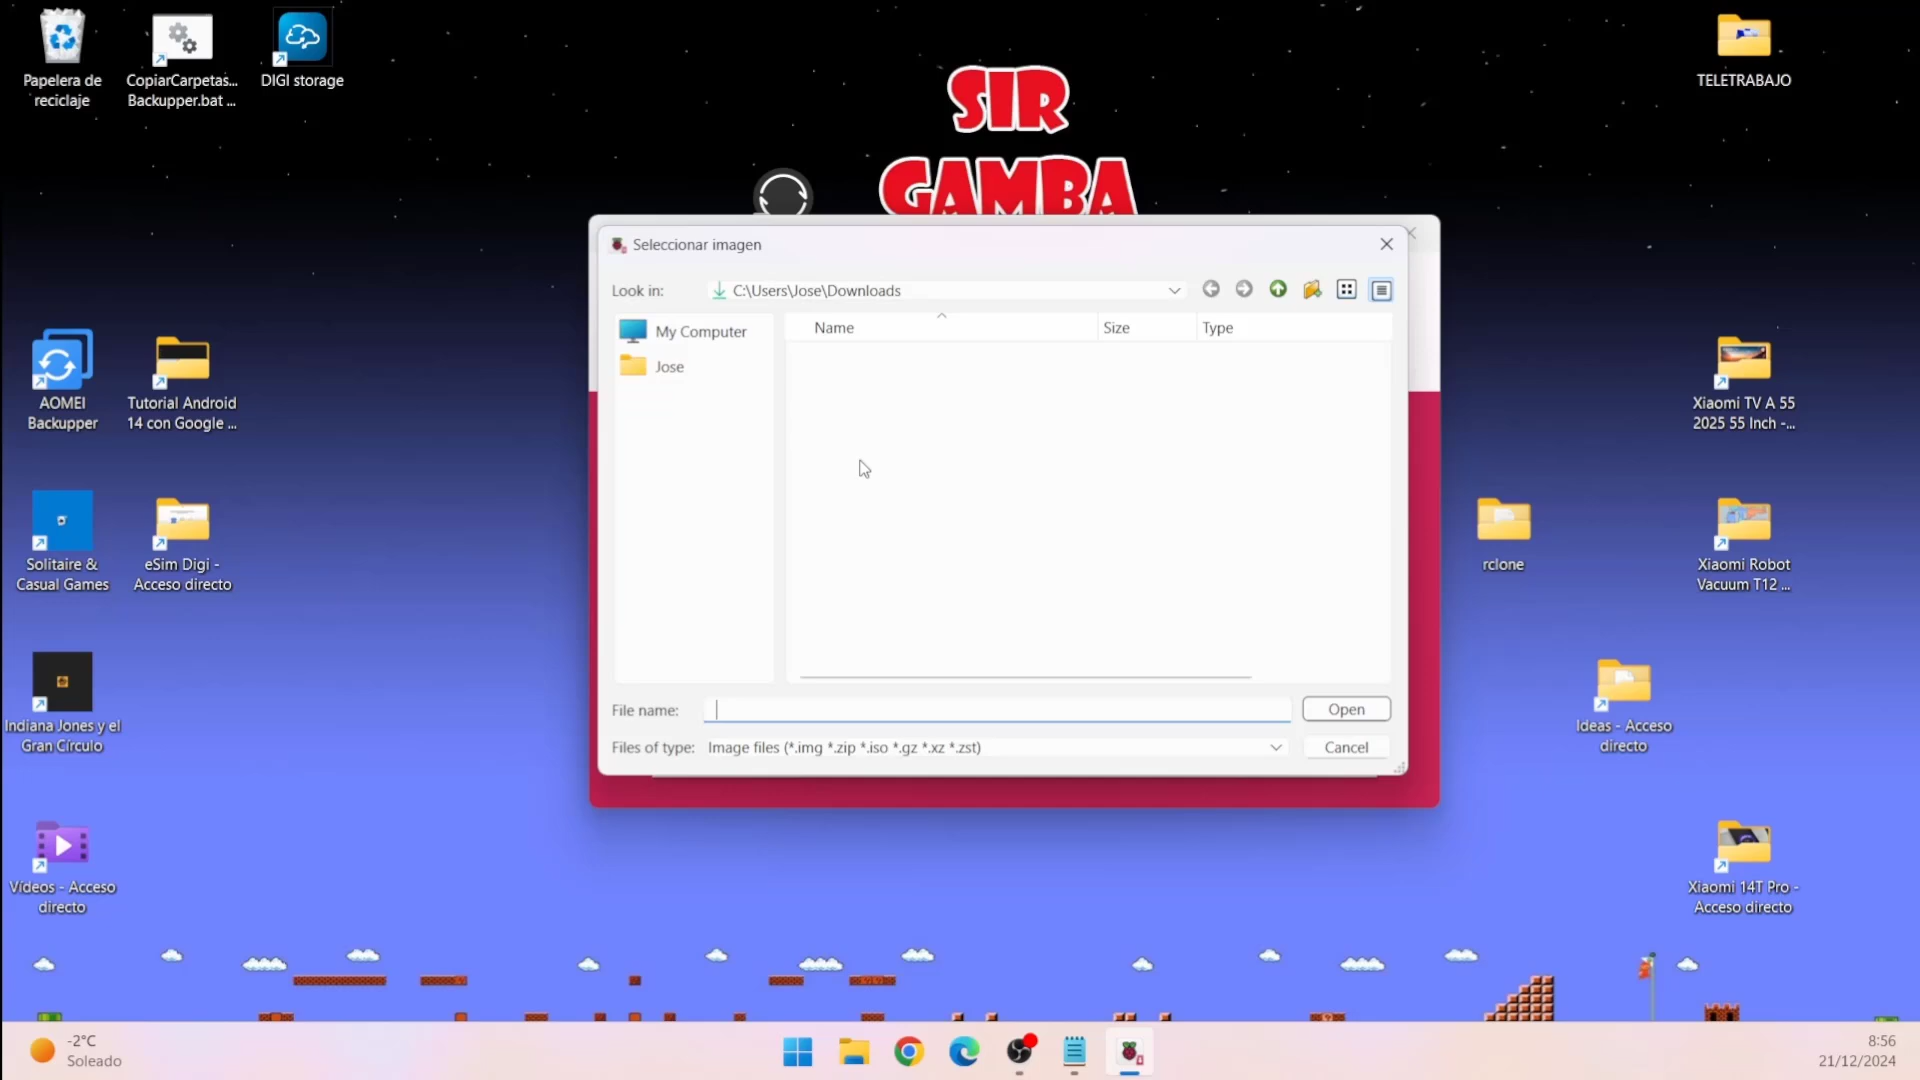 Papelera de
reciclaje
CopiarCarpetas...
Backupper.bat ...
DIGI storage
SIR
GAMBA
TELETRABAJO
Seleccionar imagen
Look in:
C:\Users\Jose\Downloads
My Computer
Jose
Name
Size
Type
File name:
Open
Files of type:
Image files (*.img *.zip *.iso *.gz *.xz *.zst)
Cancel
AOMEI
Backupper
Tutorial Android
14 con Google ...
Xiaomi TV A 55
2025 55 Inch -...
Solitaire &
Casual Games
eSim Digi -
Acceso directo
rclone
Xiaomi Robot
Vacuum T12 ...
Indiana Jones y el
Gran Círculo
Ideas - Acceso
directo
Vídeos - Acceso
directo
Xiaomi 14T Pro -
Acceso directo
-2°C
Soleado
8:56
21/12/2024